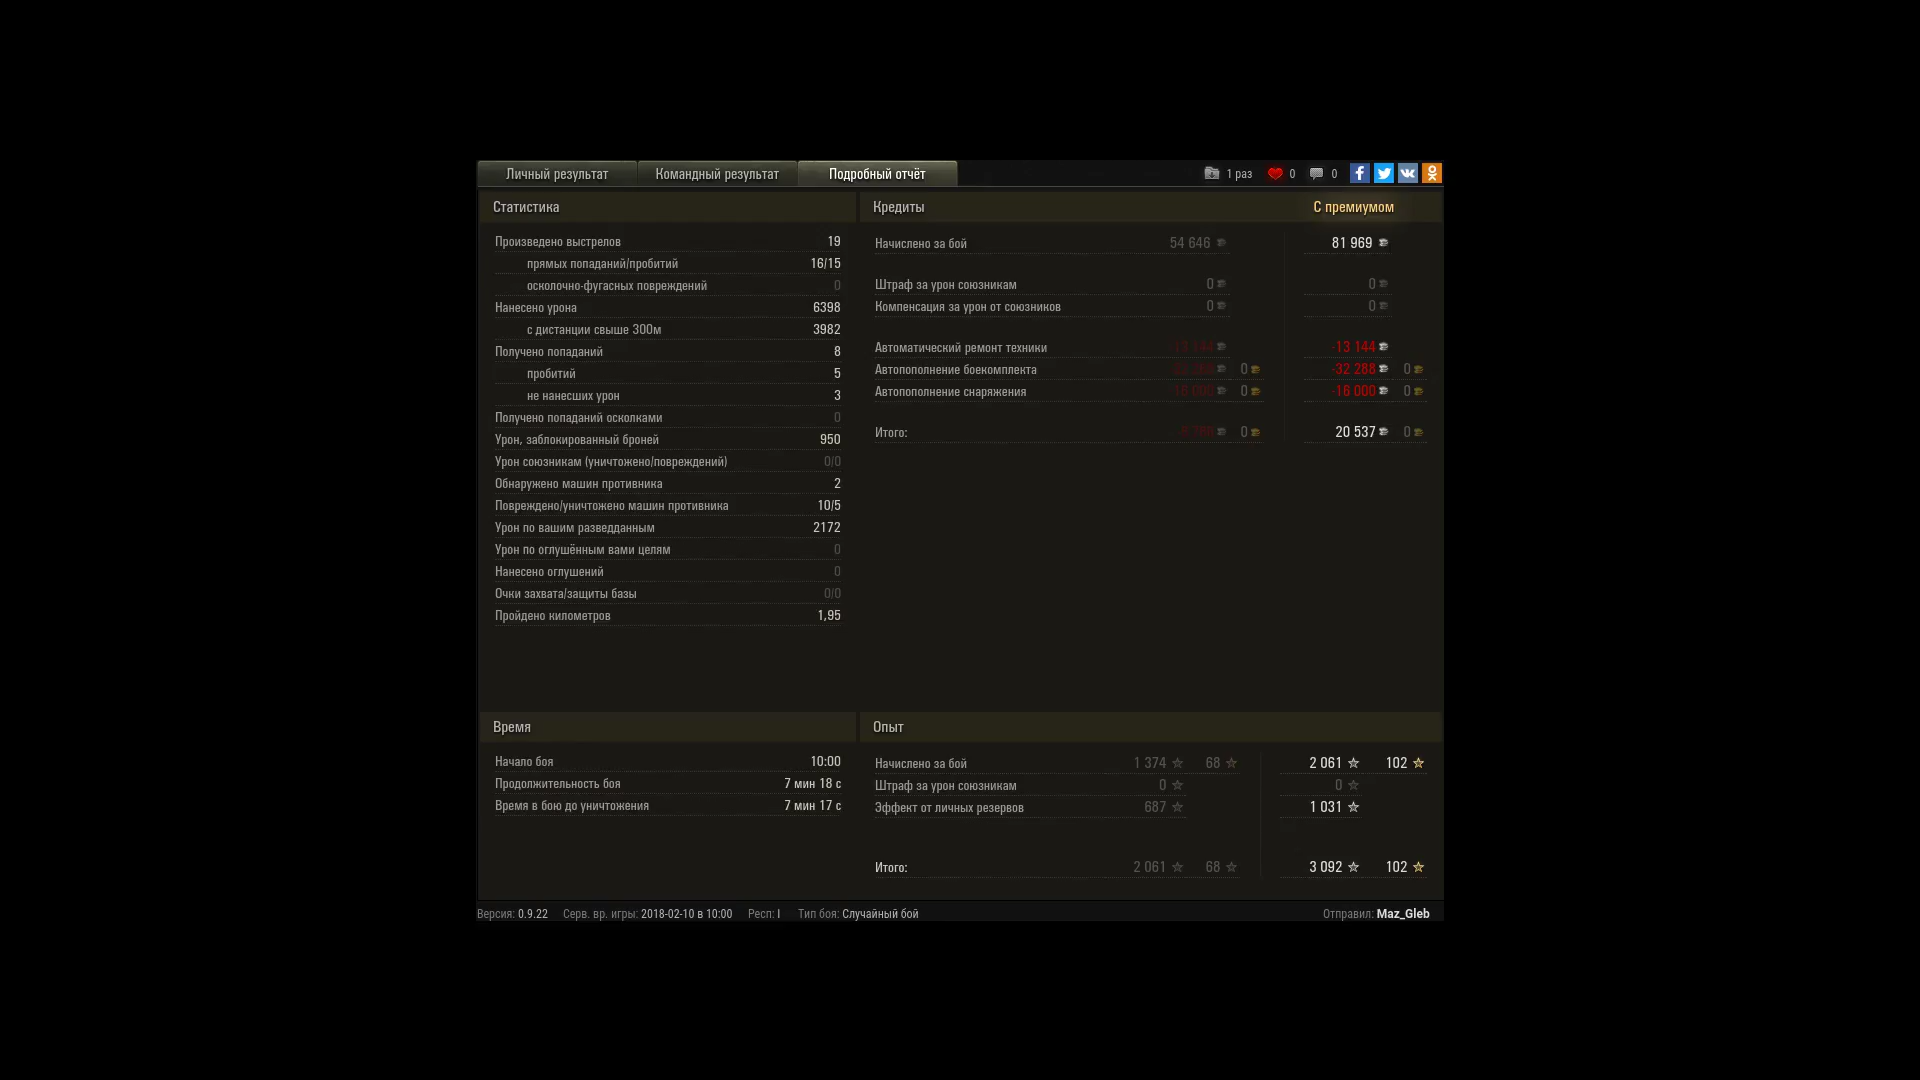 Личный результат Командный результат Подробный отчёт 1 раз 0 0
Статистика
Произведено выстрелов 19
прямых попаданий/пробитий 16/15
осколочно-фугасных повреждений 0
Нанесено урона 6398
с дистанции свыше 300м 3982
Получено попаданий 8
пробитий 5
не нанесших урон 3
Получено попаданий осколками 0
Урон, заблокированный броней 950
Урон союзникам (уничтожено/повреждений) 0/0
Обнаружено машин противника 2
Повреждено/уничтожено машин противника 10/5
Урон по вашим разведданным 2172
Урон по оглушённым вами целям 0
Нанесено оглушений 0
Очки захвата/защиты базы 0/0
Пройдено километров 1,95
Кредиты С премиумом
Начислено за бой 54 646 81 969
Штраф за урон союзникам 0 0
Компенсация за урон от союзников 0 0
Автоматический ремонт техники -13 144 -13 144
Автопополнение боекомплекта 0 -32 288 0
Автопополнение снаряжения 0 -16 000 0
Итого: 0 20 537 0
Время
Начало боя 10:00
Продолжительность боя 7 мин 18 с
Время в бою до уничтожения 7 мин 17 с
Опыт
Начислено за бой 1 374 68 2 061 102
Штраф за урон союзникам 0 0
Эффект от личных резервов 687 1 031
Итого: 2 061 68 3 092 102
Версия: 0.9.22 Серв. вр. игры: 2018-02-10 в 10:00 Респ: I Тип боя: Случайный бой Отправил: Maz_Gleb